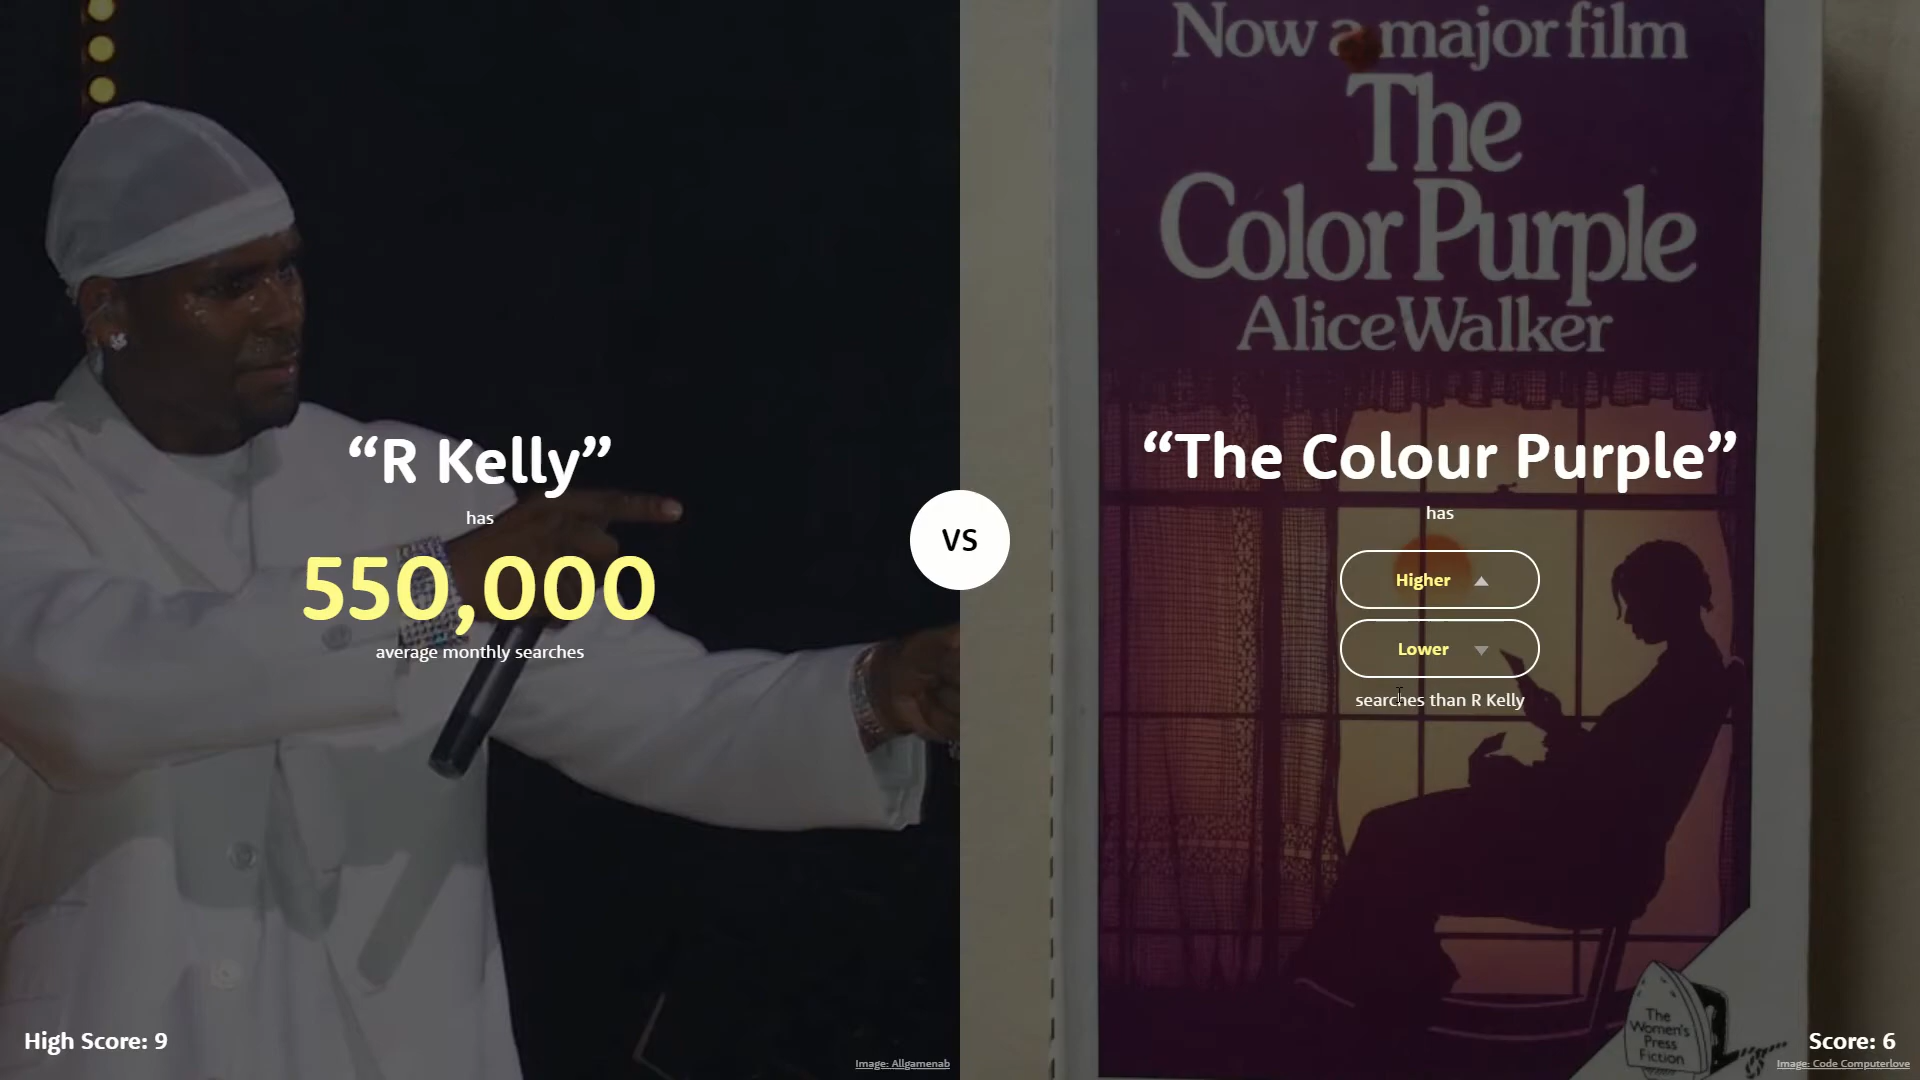 “R Kelly”
has
550,000
average monthly searches
High Score: 9
Image: Allgamenab
VS
Now a major film
The
Color Purple
Alice Walker
“The Colour Purple”
has
Higher
Lower
searches than R Kelly
The
Women's
Press
Fiction
Score: 6
Image: Code Computerlove